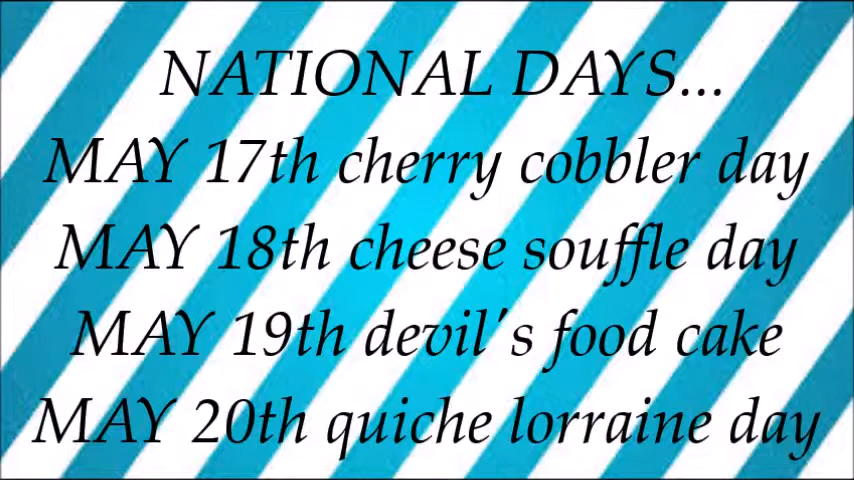 NATIONAL DAYS...
MAY 17th cherry cobbler day
MAY 18th cheese souffle day
MAY 19th devil's food cake
MAY 20th quiche lorraine day